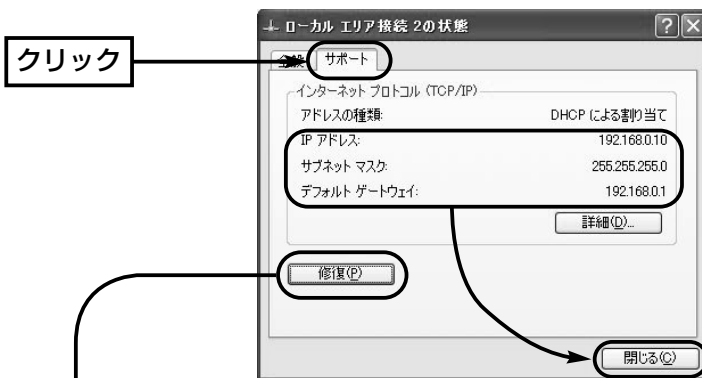 ローカル エリア接続 2の状態
クリック
全般
サポート
インターネット プロトコル (TCP/IP)
アドレスの種類:
DHCP による割り当て
IP アドレス:
192.168.0.10
サブネット マスク:
255.255.255.0
デフォルト ゲートウェイ:
192.168.0.1
詳細(D)...
修復(P)
閉じる(C)